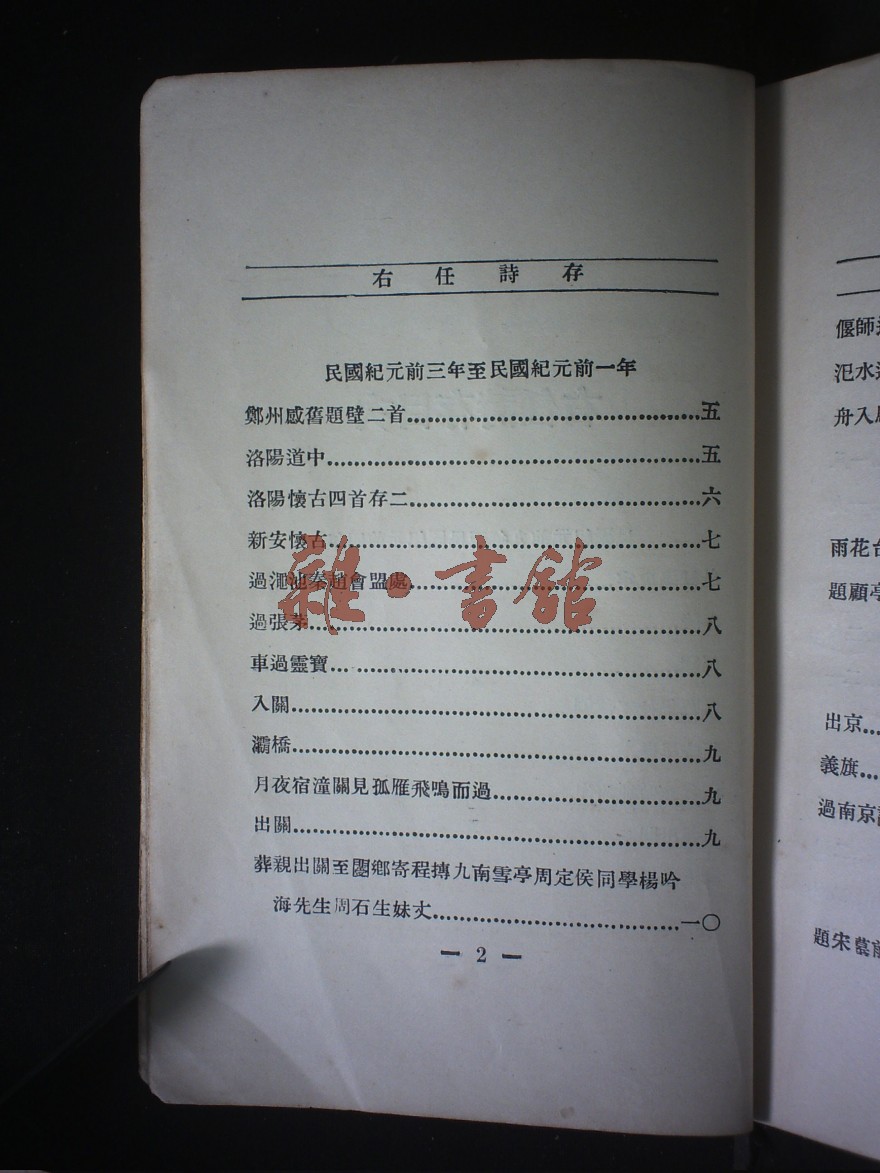 右任詩存
民國紀元前三年至民國紀元前一年
鄭州感舊題壁二首……五
洛陽道中……五
洛陽懷古四首存二……六
新安懷古……七
過澠池秦趙會盟處……七
過張茅……八
車過靈寶……八
入關……八
灞橋……九
月夜宿潼關見孤雁飛鳴而過……九
出關……九
葬親出關至閿鄉寄程摶九南雪亭周定侯同學楊吟
海先生周石生妹丈……一〇
— 2 —
雜·書館
偃師
汜水
舟入
雨花台
題顧亭
出京
義旗
過南京
題宋墓前